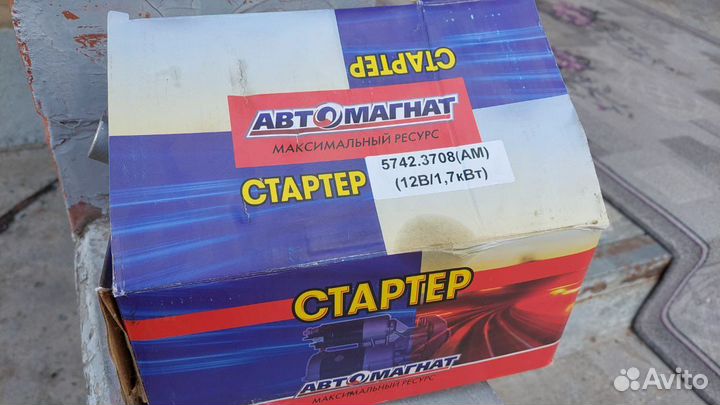 СТАРТЕР
АВТОМАГНАТ
МАКСИМАЛЬНЫЙ РЕСУРС
5742.3708(АМ)
(12В/1,7кВт)
СТАРТЕР
СТАРТЕР
АВТОМАГНАТ
МАКСИМАЛЬНЫЙ РЕСУРС
Avito